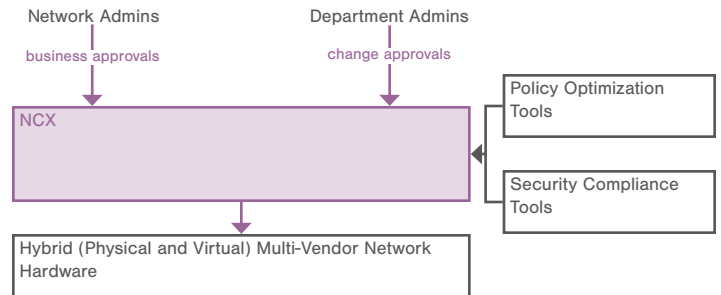 Network Admins
Department Admins
business approvals
change approvals
NCX
Policy Optimization
Tools
Security Compliance
Tools
Hybrid (Physical and Virtual) Multi-Vendor Network
Hardware